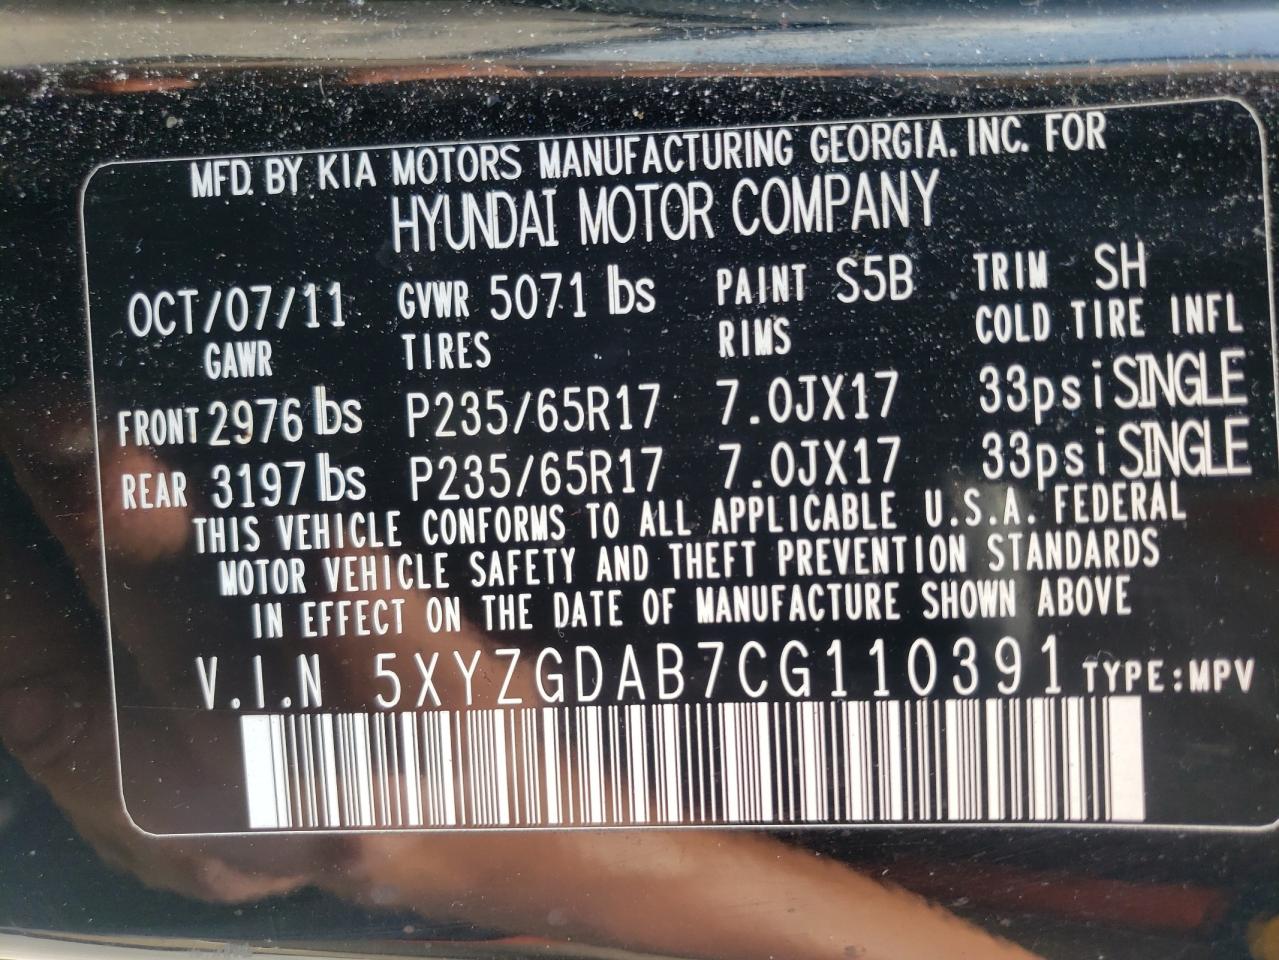 MFD. BY KIA MOTORS MANUFACTURING GEORGIA. INC. FOR
HYUNDAI MOTOR COMPANY
OCT/07/11 GVWR 5071 lbs PAINT S5B TRIM SH
GAWR TIRES RIMS COLD TIRE INFL
FRONT 2976 lbs P235/65R17 7.0JX17 33psi SINGLE
REAR 3197 lbs P235/65R17 7.0JX17 33psi SINGLE
THIS VEHICLE CONFORMS TO ALL APPLICABLE U.S.A. FEDERAL
MOTOR VEHICLE SAFETY AND THEFT PREVENTION STANDARDS
IN EFFECT ON THE DATE OF MANUFACTURE SHOWN ABOVE
V.I.N 5XYZGDAB7CG110391 TYPE:MPV